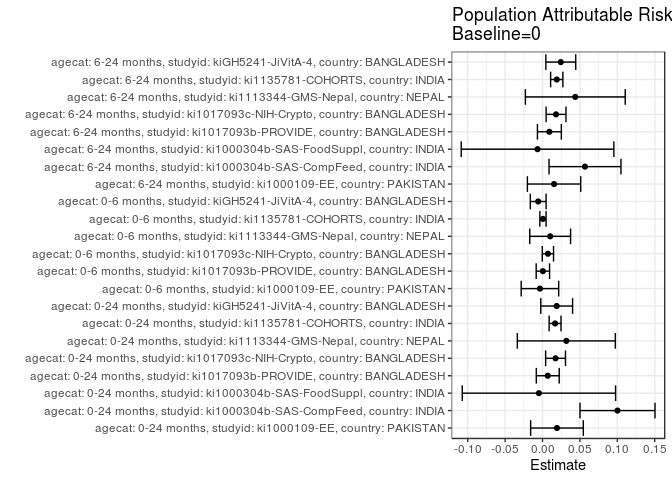 Population Attributable Risk
Baseline=0
agecat: 6-24 months, studyid: kiGH5241-JiVitA-4, country: BANGLADESH
agecat: 6-24 months, studyid: ki1135781-COHORTS, country: INDIA
agecat: 6-24 months, studyid: ki1113344-GMS-Nepal, country: NEPAL
agecat: 6-24 months, studyid: ki1017093c-NIH-Crypto, country: BANGLADESH
agecat: 6-24 months, studyid: ki1017093b-PROVIDE, country: BANGLADESH
agecat: 6-24 months, studyid: ki1000304b-SAS-FoodSuppl, country: INDIA
agecat: 6-24 months, studyid: ki1000304b-SAS-CompFeed, country: INDIA
agecat: 6-24 months, studyid: ki1000109-EE, country: PAKISTAN
agecat: 0-6 months, studyid: kiGH5241-JiVitA-4, country: BANGLADESH
agecat: 0-6 months, studyid: ki1135781-COHORTS, country: INDIA
agecat: 0-6 months, studyid: ki1113344-GMS-Nepal, country: NEPAL
agecat: 0-6 months, studyid: ki1017093c-NIH-Crypto, country: BANGLADESH
agecat: 0-6 months, studyid: ki1017093b-PROVIDE, country: BANGLADESH
agecat: 0-6 months, studyid: ki1000109-EE, country: PAKISTAN
agecat: 0-24 months, studyid: kiGH5241-JiVitA-4, country: BANGLADESH
agecat: 0-24 months, studyid: ki1135781-COHORTS, country: INDIA
agecat: 0-24 months, studyid: ki1113344-GMS-Nepal, country: NEPAL
agecat: 0-24 months, studyid: ki1017093c-NIH-Crypto, country: BANGLADESH
agecat: 0-24 months, studyid: ki1017093b-PROVIDE, country: BANGLADESH
agecat: 0-24 months, studyid: ki1000304b-SAS-FoodSuppl, country: INDIA
agecat: 0-24 months, studyid: ki1000304b-SAS-CompFeed, country: INDIA
agecat: 0-24 months, studyid: ki1000109-EE, country: PAKISTAN
-0.10 -0.05 0.00 0.05 0.10 0.15
Estimate